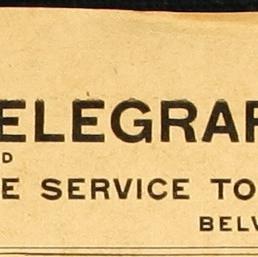 ELEGRAP
D
E SERVICE TO
BELV